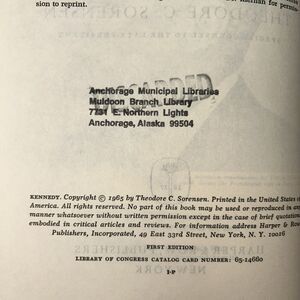 for permis-
sion to reprint.
DISCARDED
Anchorage Municipal Libraries
Muldoon Branch Library
7731 E. Northern Lights
Anchorage, Alaska 99504
KENNEDY. Copyright © 1965 by Theodore C. Sorensen. Printed in the United States of
America. All rights reserved. No part of this book may be used or reproduced in any
manner whatsoever without written permission except in the case of brief quotations
embodied in critical articles and reviews. For information address Harper & Row
Publishers, Incorporated, 49 East 33rd Street, New York, N. Y. 10016
FIRST EDITION
LIBRARY OF CONGRESS CATALOG CARD NUMBER: 65-14660
I-P